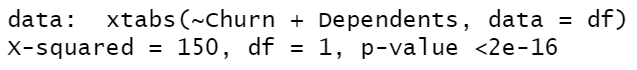 data:  xtabs(~Churn + Dependents, data = df)
X-squared = 150, df = 1, p-value <2e-16